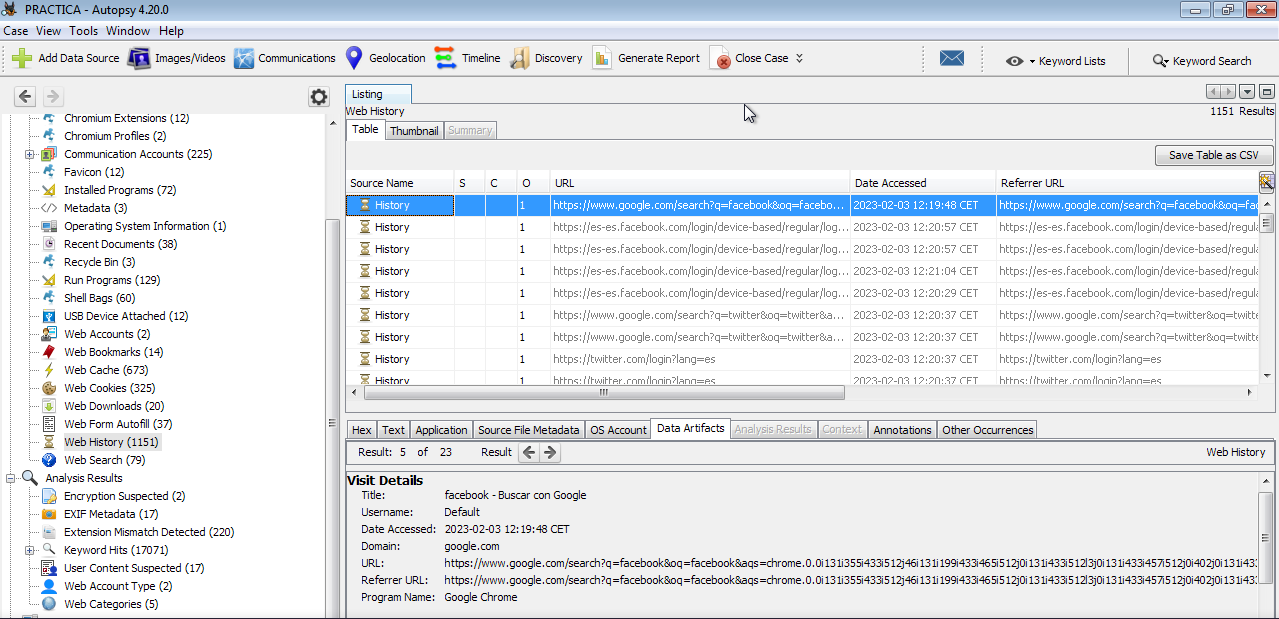 PRACTICA - Autopsy 4.20.0
Case View Tools Window Help
Add Data Source Images/Videos Communications Geolocation Timeline Discovery Generate Report Close Case Keyword Lists Keyword Search
Chromium Extensions (12)
Chromium Profiles (2)
Communication Accounts (225)
Favicon (12)
Installed Programs (72)
Metadata (3)
Operating System Information (1)
Recent Documents (38)
Recycle Bin (3)
Run Programs (129)
Shell Bags (60)
USB Device Attached (12)
Web Accounts (2)
Web Bookmarks (14)
Web Cache (673)
Web Cookies (325)
Web Downloads (20)
Web Form Autofill (37)
Web History (1151)
Web Search (79)
Analysis Results
Encryption Suspected (2)
EXIF Metadata (17)
Extension Mismatch Detected (220)
Keyword Hits (17071)
User Content Suspected (17)
Web Account Type (2)
Web Categories (5)
Listing
Web History 1151 Results
Table Thumbnail Summary
Save Table as CSV
Source Name S C O URL Date Accessed Referrer URL
History 1 https://www.google.com/search?q=facebook&oq=facebo... 2023-02-03 12:19:48 CET https://www.google.com/search?q=facebook&oq=fac
History 1 https://es-es.facebook.com/login/device-based/regular/log... 2023-02-03 12:20:57 CET https://es-es.facebook.com/login/device-based/regula
History 1 https://es-es.facebook.com/login/device-based/regular/log... 2023-02-03 12:20:57 CET https://es-es.facebook.com/login/device-based/regula
History 1 https://es-es.facebook.com/login/device-based/regular/log... 2023-02-03 12:21:04 CET https://es-es.facebook.com/login/device-based/regula
History 1 https://es-es.facebook.com/login/device-based/regular/log... 2023-02-03 12:20:29 CET https://es-es.facebook.com/login/device-based/regula
History 1 https://www.google.com/search?q=twitter&oq=twitter&a... 2023-02-03 12:20:37 CET https://www.google.com/search?q=twitter&oq=twitte
History 1 https://www.google.com/search?q=twitter&oq=twitter&a... 2023-02-03 12:20:37 CET https://www.google.com/search?q=twitter&oq=twitte
History 1 https://twitter.com/login?lang=es 2023-02-03 12:20:37 CET https://twitter.com/login?lang=es
History 1 https://twitter.com/login?lang=es 2023-02-03 12:20:37 CET https://twitter.com/login?lang=es
Hex Text Application Source File Metadata OS Account Data Artifacts Analysis Results Context Annotations Other Occurrences
Result: 5 of 23 Result Web History
Visit Details
Title: facebook - Buscar con Google
Username: Default
Date Accessed: 2023-02-03 12:19:48 CET
Domain: google.com
URL: https://www.google.com/search?q=facebook&oq=facebook&aqs=chrome.0.0i131i355i433i512j46i131i199i433i465i512j0i131i433i512l3j0i131i433i457i512j0i402j0i131i433
Referrer URL: https://www.google.com/search?q=facebook&oq=facebook&aqs=chrome.0.0i131i355i433i512j46i131i199i433i465i512j0i131i433i512l3j0i131i433i457i512j0i402j0i131i433
Program Name: Google Chrome